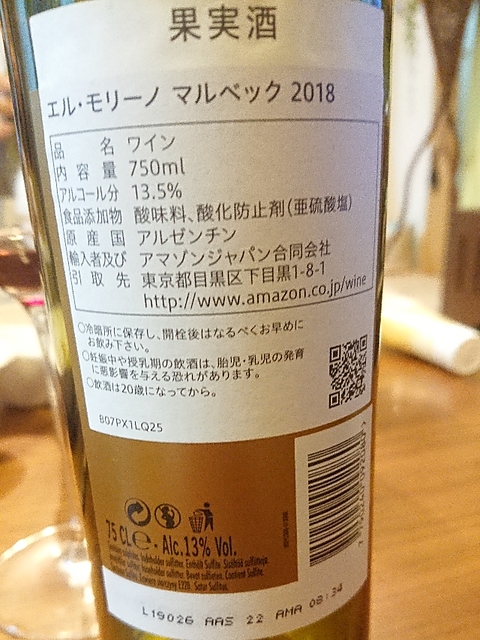 果実酒
エル・モリーノ マルベック 2018
品名 ワイン
内容量 750ml
アルコール分 13.5%
食品添加物 酸味料、酸化防止剤(亜硫酸塩)
原産国 アルゼンチン
輸入者及び アマゾンジャパン合同会社
引取先 東京都目黒区下目黒1-8-1
http://www.amazon.co.jp/wine
○冷暗所に保存し、開栓後はなるべくお早めに
お飲み下さい。
○妊娠中や授乳期の飲酒は、胎児・乳児の発育
に悪影響を与える恐れがあります。
○飲酒は20歳になってから。
B07PX1LQ25
75 CL e - Alc.13% Vol.
L19026 AAS 22 AMA 08:34